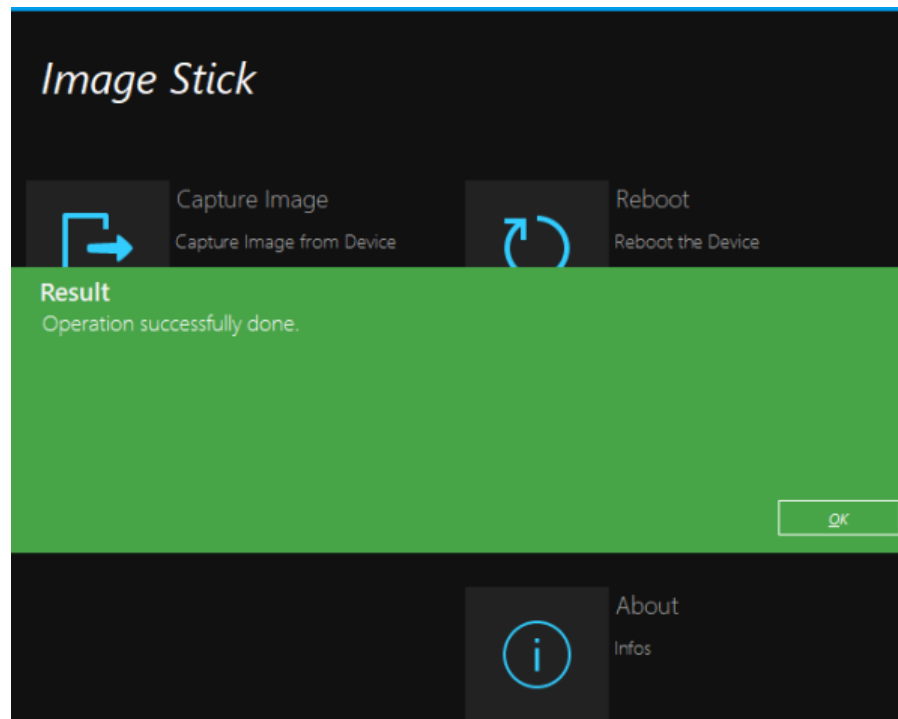 Image Stick
Capture Image
Capture Image from Device
Reboot
Reboot the Device
Result
Operation successfully done.
OK
About
Infos